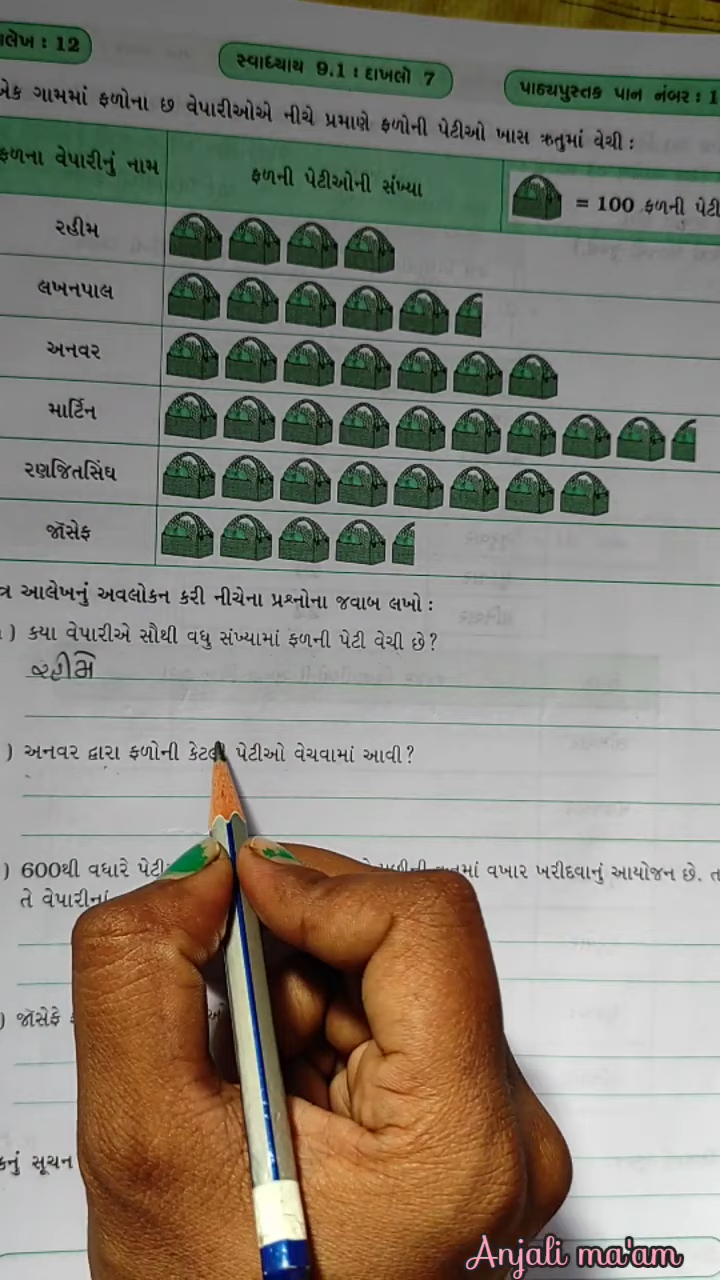 લેખ : 12
સ્વાધ્યાય 9.1 : દાખલો 7
પાઠ્યપુસ્તક પાન નંબર : 1
એક ગામમાં ફળોના છ વેપારીઓએ નીચે પ્રમાણે ફળોની પેટીઓ ખાસ ઋતુમાં વેચી :
ફળના વેપારીનું નામ
ફળની પેટીઓની સંખ્યા
= 100 ફળની પેટી
રહીમ
લખનપાલ
અનવર
માર્ટિન
રણજિતસિંઘ
જૉસેફ
ત્ર આલેખનું અવલોકન કરી નીચેના પ્રશ્નોના જવાબ લખો :
) ક્યા વેપારીએ સૌથી વધુ સંખ્યામાં ફળની પેટી વેચી છે?
રહીમ
) અનવર દ્વારા ફળોની કેટલી પેટીઓ વેચવામાં આવી?
) 600થી વધારે વખાર ખરીદવાનું આયોજન છે. ત
તે વેપારીનાં
) જૉસેફે
કનું સૂચન
Anjali ma'am